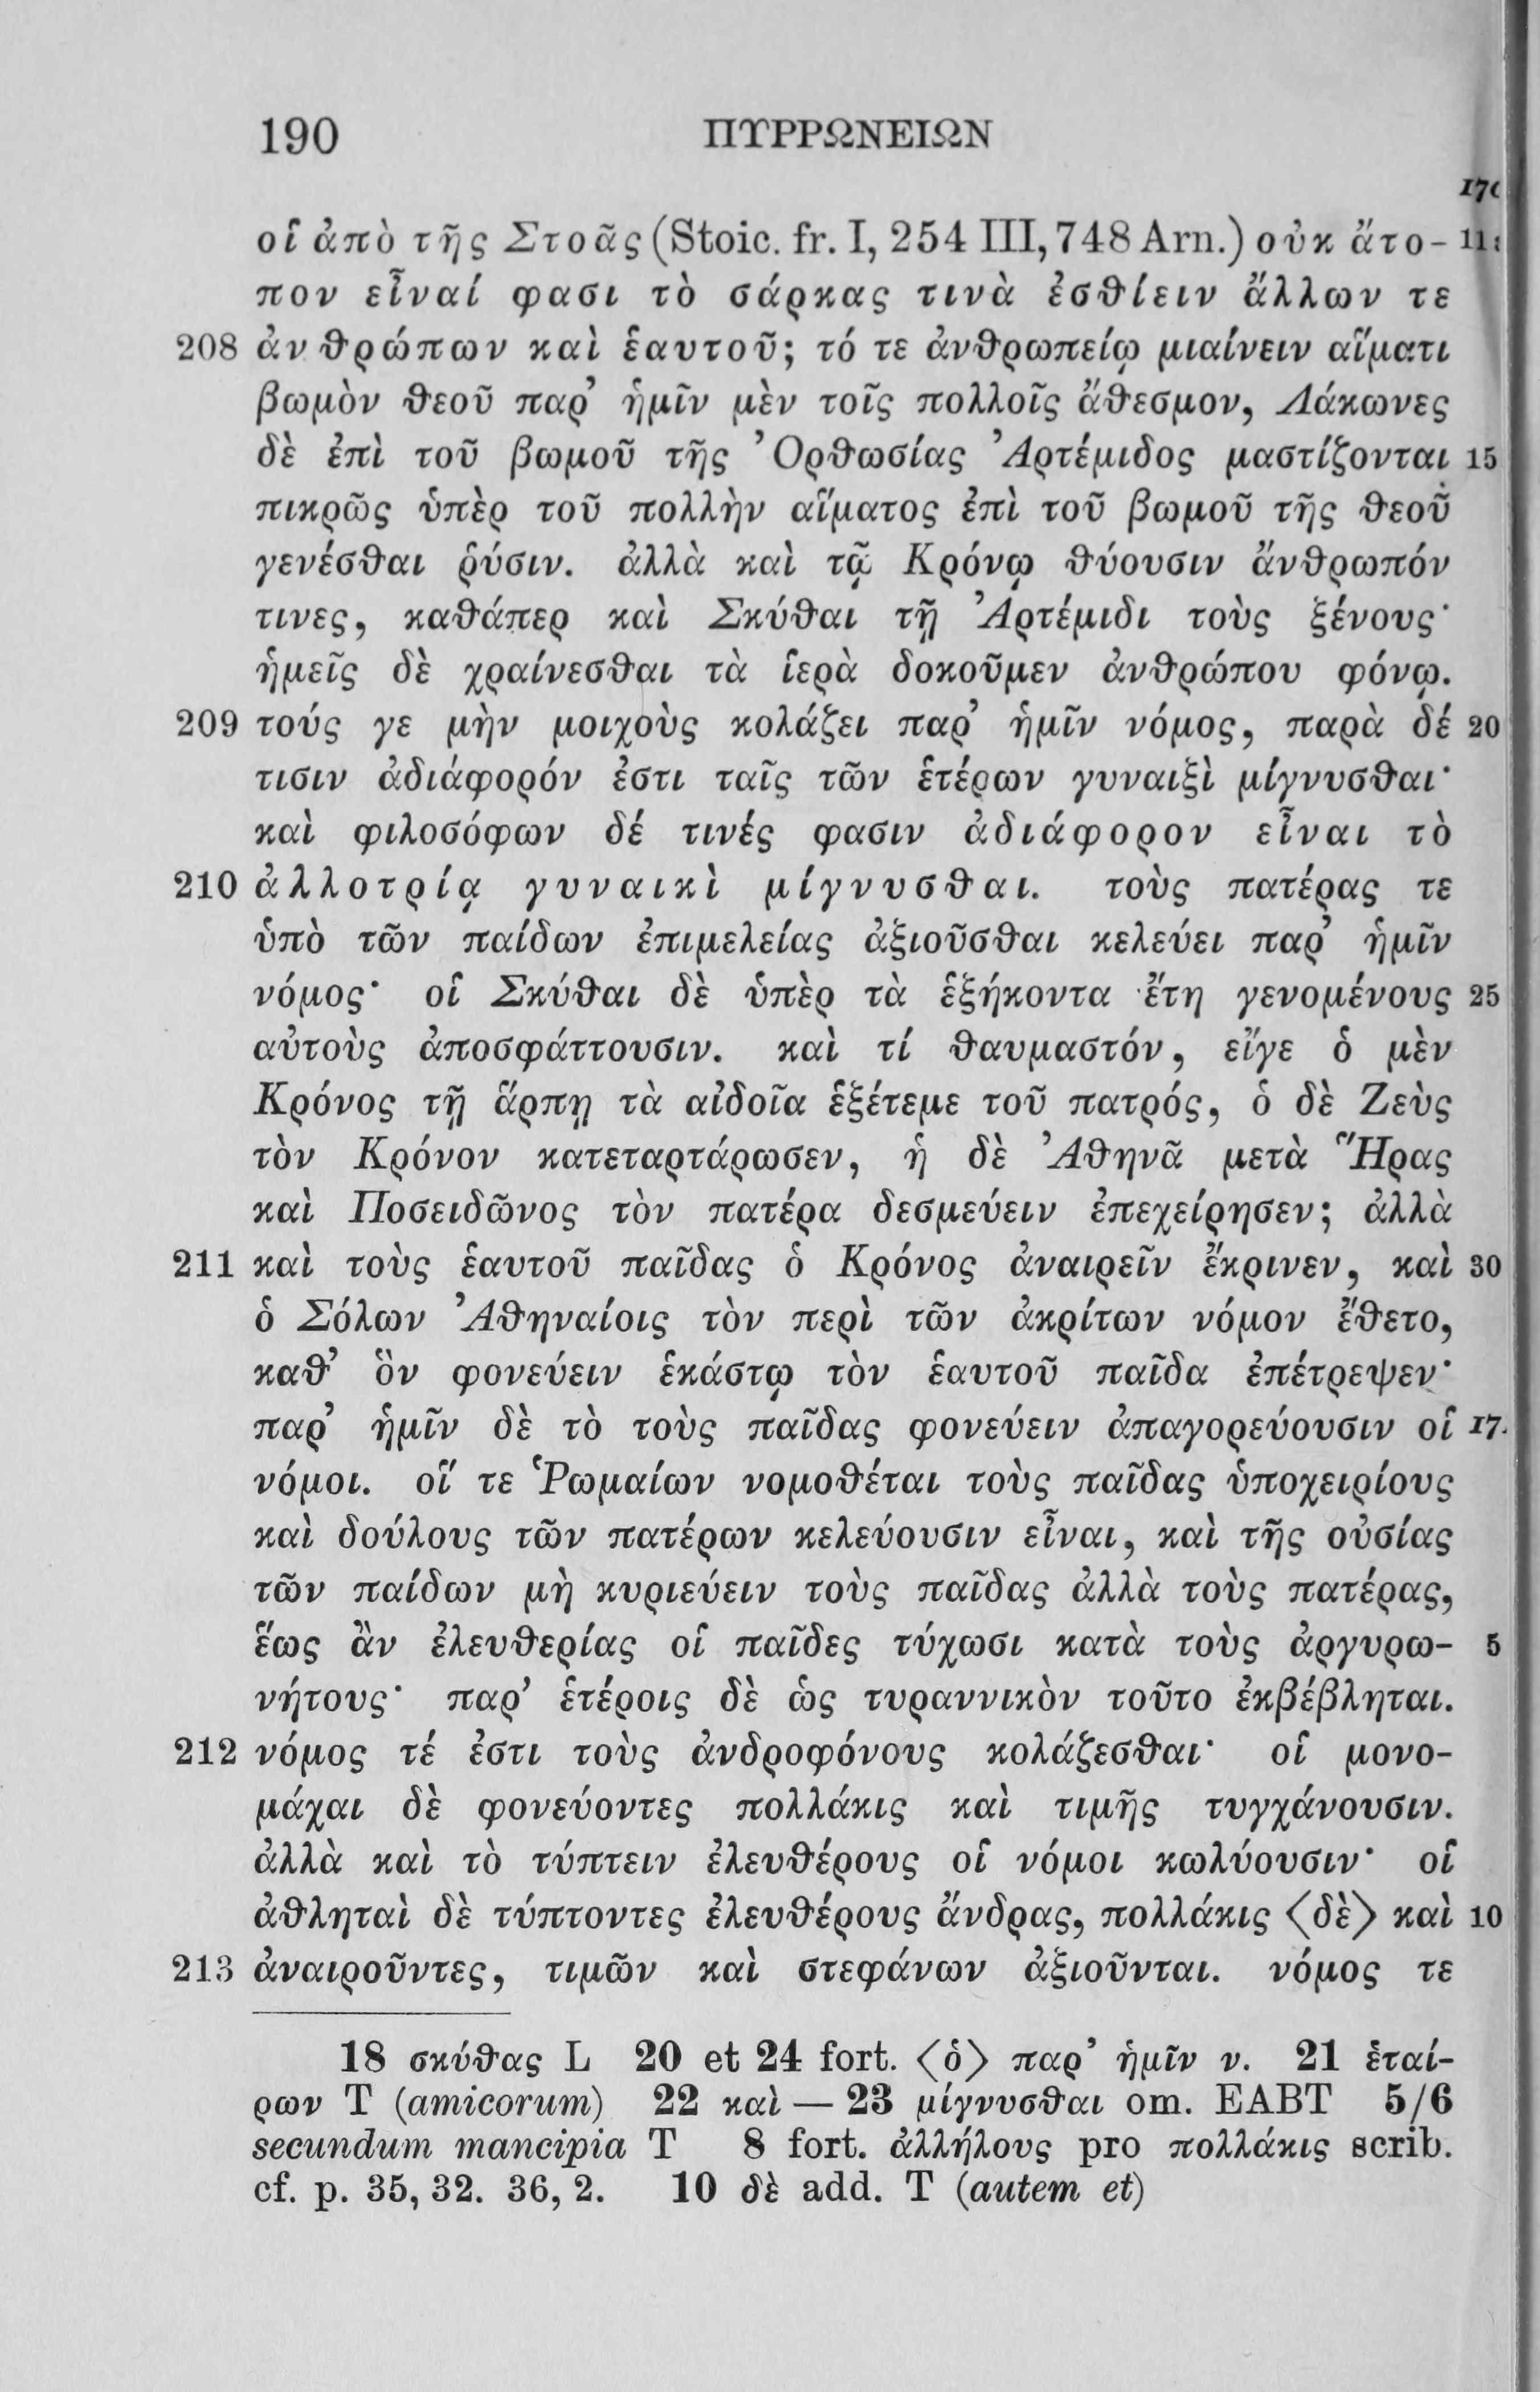 190 ΠΥΡΡΩΝΕΙΩΝ
οἱ ἀπὸ τῆς Στοᾶς (Stoic. fr. I, 254 III, 748 Arn.) οὐκ ἄτο-
πον εἶναί φασι τὸ σάρκας τινὰ ἐσθίειν ἄλλων τε
208 ἀνθρώπων καὶ ἑαυτοῦ; τό τε ἀνθρωπείῳ μιαίνειν αἵματι
βωμὸν θεοῦ παρ’ ἡμῖν μὲν τοῖς πολλοῖς ἄθεσμον, Λάκωνες
δὲ ἐπὶ τοῦ βωμοῦ τῆς Ὀρθωσίας Ἀρτέμιδος μαστίζονται 15
πικρῶς ὑπὲρ τοῦ πολλὴν αἵματος ἐπὶ τοῦ βωμοῦ τῆς θεοῦ
γενέσθαι ῥύσιν. ἀλλὰ καὶ τῷ Κρόνῳ θύουσιν ἄνθρωπόν
τινες, καθάπερ καὶ Σκύθαι τῇ Ἀρτέμιδι τοὺς ξένους·
ἡμεῖς δὲ χραίνεσθαι τὰ ἱερὰ δοκοῦμεν ἀνθρώπου φόνῳ.
209 τούς γε μὴν μοιχοὺς κολάζει παρ’ ἡμῖν νόμος, παρὰ δέ 20
τισιν ἀδιάφορόν ἐστι ταῖς τῶν ἑτέρων γυναιξὶ μίγνυσθαι·
καὶ φιλοσόφων δέ τινές φασιν ἀδιάφορον εἶναι τὸ
210 ἀλλοτρίᾳ γυναικὶ μίγνυσθαι. τοὺς πατέρας τε
ὑπὸ τῶν παίδων ἐπιμελείας ἀξιοῦσθαι κελεύει παρ’ ἡμῖν
νόμος· οἱ Σκύθαι δὲ ὑπὲρ τὰ ἑξήκοντα ἔτη γενομένους 25
αὐτοὺς ἀποσφάττουσιν. καὶ τί θαυμαστόν, εἴγε ὁ μὲν
Κρόνος τῇ ἅρπῃ τὰ αἰδοῖα ἐξέτεμε τοῦ πατρός, ὁ δὲ Ζεὺς
τὸν Κρόνον κατεταρτάρωσεν, ἡ δὲ Ἀθηνᾶ μετὰ Ἥρας
καὶ Ποσειδῶνος τὸν πατέρα δεσμεύειν ἐπεχείρησεν; ἀλλὰ
211 καὶ τοὺς ἑαυτοῦ παῖδας ὁ Κρόνος ἀναιρεῖν ἔκρινεν, καὶ 30
ὁ Σόλων Ἀθηναίοις τὸν περὶ τῶν ἀκρίτων νόμον ἔθετο,
καθ’ ὃν φονεύειν ἑκάστῳ τὸν ἑαυτοῦ παῖδα ἐπέτρεψεν·
παρ’ ἡμῖν δὲ τὸ τοὺς παῖδας φονεύειν ἀπαγορεύουσιν οἱ
νόμοι. οἵ τε Ῥωμαίων νομοθέται τοὺς παῖδας ὑποχειρίους
καὶ δούλους τῶν πατέρων κελεύουσιν εἶναι, καὶ τῆς οὐσίας
τῶν παίδων μὴ κυριεύειν τοὺς παῖδας ἀλλὰ τοὺς πατέρας,
ἕως ἂν ἐλευθερίας οἱ παῖδες τύχωσι κατὰ τοὺς ἀργυρω- 5
νήτους· παρ’ ἑτέροις δὲ ὡς τυραννικὸν τοῦτο ἐκβέβληται.
212 νόμος τέ ἐστι τοὺς ἀνδροφόνους κολάζεσθαι· οἱ μονο-
μάχαι δὲ φονεύοντες πολλάκις καὶ τιμῆς τυγχάνουσιν.
ἀλλὰ καὶ τὸ τύπτειν ἐλευθέρους οἱ νόμοι κωλύουσιν· οἱ
ἀθληταὶ δὲ τύπτοντες ἐλευθέρους ἄνδρας, πολλάκις ⟨δὲ⟩ καὶ 10
213 ἀναιροῦντες, τιμῶν καὶ στεφάνων ἀξιοῦνται. νόμος τε
18 σκύθας L 20 et 24 fort. ⟨ὁ⟩ παρ’ ἡμῖν ν. 21 ἑταί-
ρων T (amicorum) 22 καὶ — 23 μίγνυσθαι om. EABT 5/6
secundum mancipia T 8 fort. ἀλλήλους pro πολλάκις scrib.
cf. p. 35, 32. 36, 2. 10 δὲ add. T (autem et)